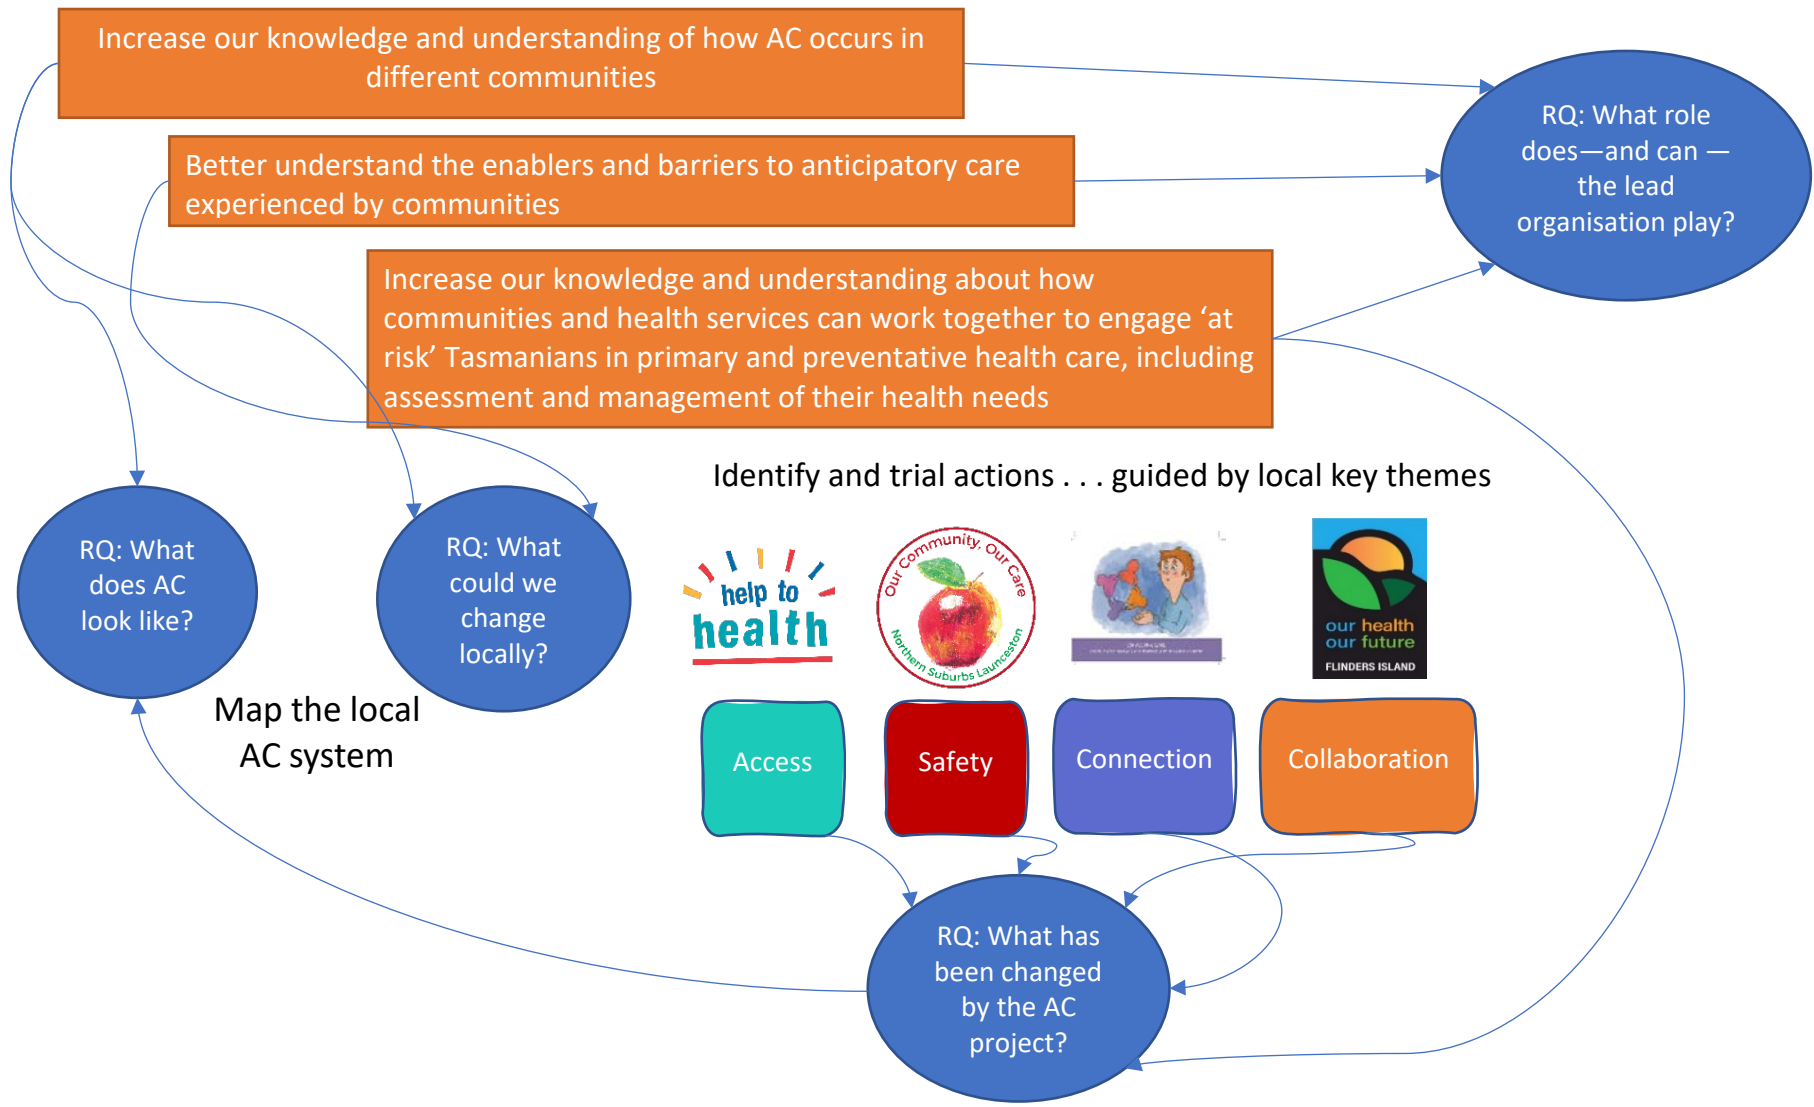 Increase our knowledge and understanding of how AC occurs in
different communities
RQ: What role
does—and can —
the lead
organisation play?
Better understand the enablers and barriers to anticipatory care
experienced by communities
Increase our knowledge and understanding about how
communities and health services can work together to engage ‘at
risk’ Tasmanians in primary and preventative health care, including
assessment and management of their health needs
Identify and trial actions . . . guided by local key themes
RQ: What
does AC
look like?
RQ: What
could we
change
locally?
Map the local
AC system
help to
health
Our Community, Our Care
Northern Suburbs Launceston
our health
our future
FLINDERS ISLAND
Access
Safety
Connection
Collaboration
RQ: What has
been changed
by the AC
project?